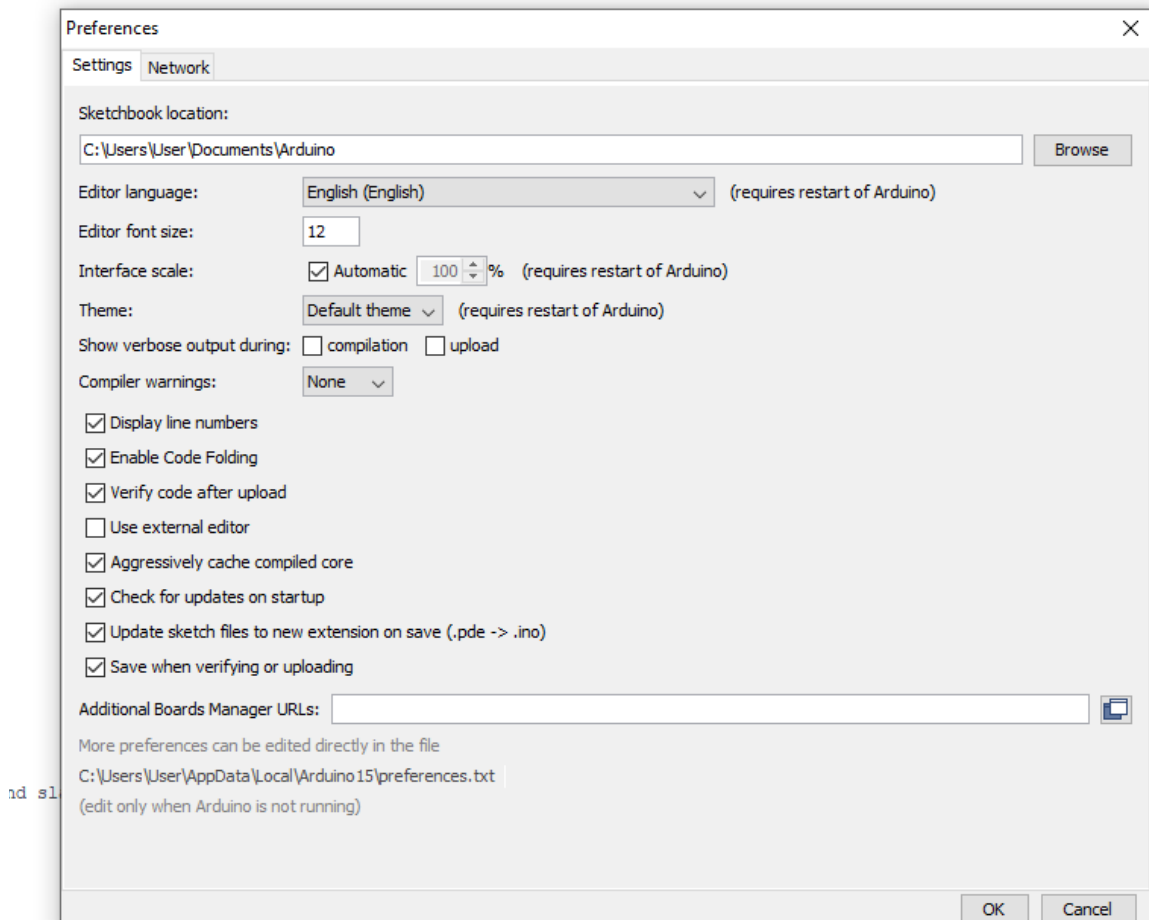 Preferences
Settings Network
Sketchbook location:
C:\Users\User\Documents\Arduino Browse
Editor language: English (English) (requires restart of Arduino)
Editor font size: 12
Interface scale: Automatic 100 % (requires restart of Arduino)
Theme: Default theme (requires restart of Arduino)
Show verbose output during: compilation upload
Compiler warnings: None
Display line numbers
Enable Code Folding
Verify code after upload
Use external editor
Aggressively cache compiled core
Check for updates on startup
Update sketch files to new extension on save (.pde -> .ino)
Save when verifying or uploading
Additional Boards Manager URLs:
More preferences can be edited directly in the file
C:\Users\User\AppData\Local\Arduino15\preferences.txt
(edit only when Arduino is not running)
OK Cancel